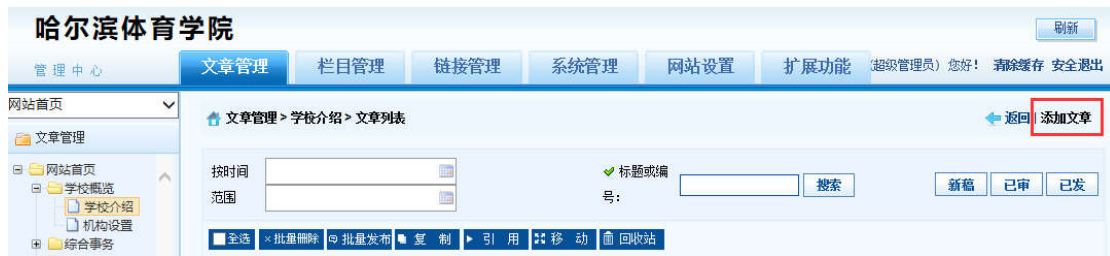 哈尔滨体育学院
刷新
管理中心
文章管理 栏目管理 链接管理 系统管理 网站设置 扩展功能 (超级管理员) 您好! 清除缓存 安全退出
网站首页
文章管理 > 学校介绍 > 文章列表
返回 | 添加文章
文章管理
网站首页
学校概览
学校介绍
机构设置
综合事务
按时间
范围
标题或编
号:
搜索
新稿 已审 已发
全选 ×批量删除 批量发布 复 制 引 用 移 动 回收站